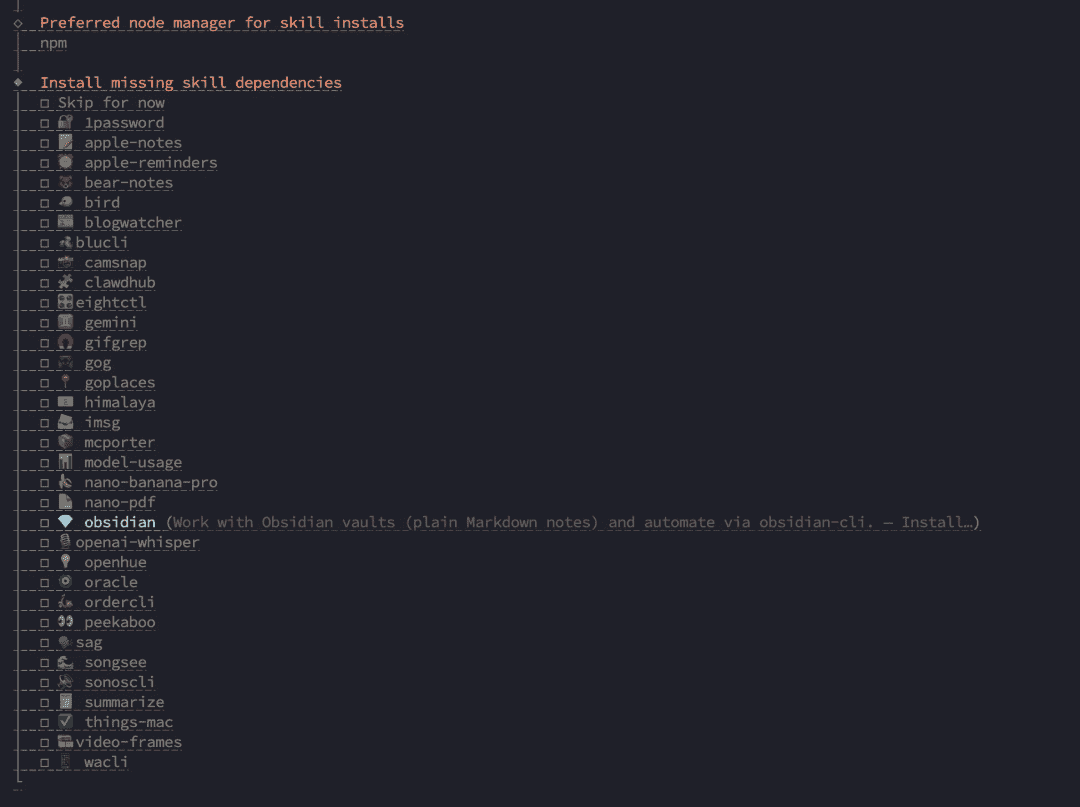 Preferred node manager for skill installs
npm
Install missing skill dependencies
Skip for now
1password
apple-notes
apple-reminders
bear-notes
bird
blogwatcher
blucli
camsnap
clawdhub
eightctl
gemini
gifgrep
gog
goplaces
himalaya
imsg
mcporter
model-usage
nano-banana-pro
nano-pdf
obsidian (Work with Obsidian vaults (plain Markdown notes) and automate via obsidian-cli. — Install…)
openai-whisper
openhue
oracle
ordercli
peekaboo
sag
songsee
sonoscli
summarize
things-mac
video-frames
wacli